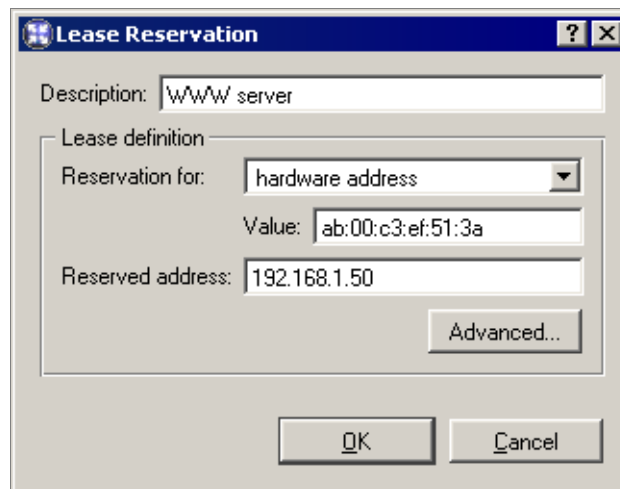 Lease Reservation
Description: WWW server
Lease definition
Reservation for: hardware address
Value: ab:00:c3:ef:51:3a
Reserved address: 192.168.1.50
Advanced...
OK Cancel